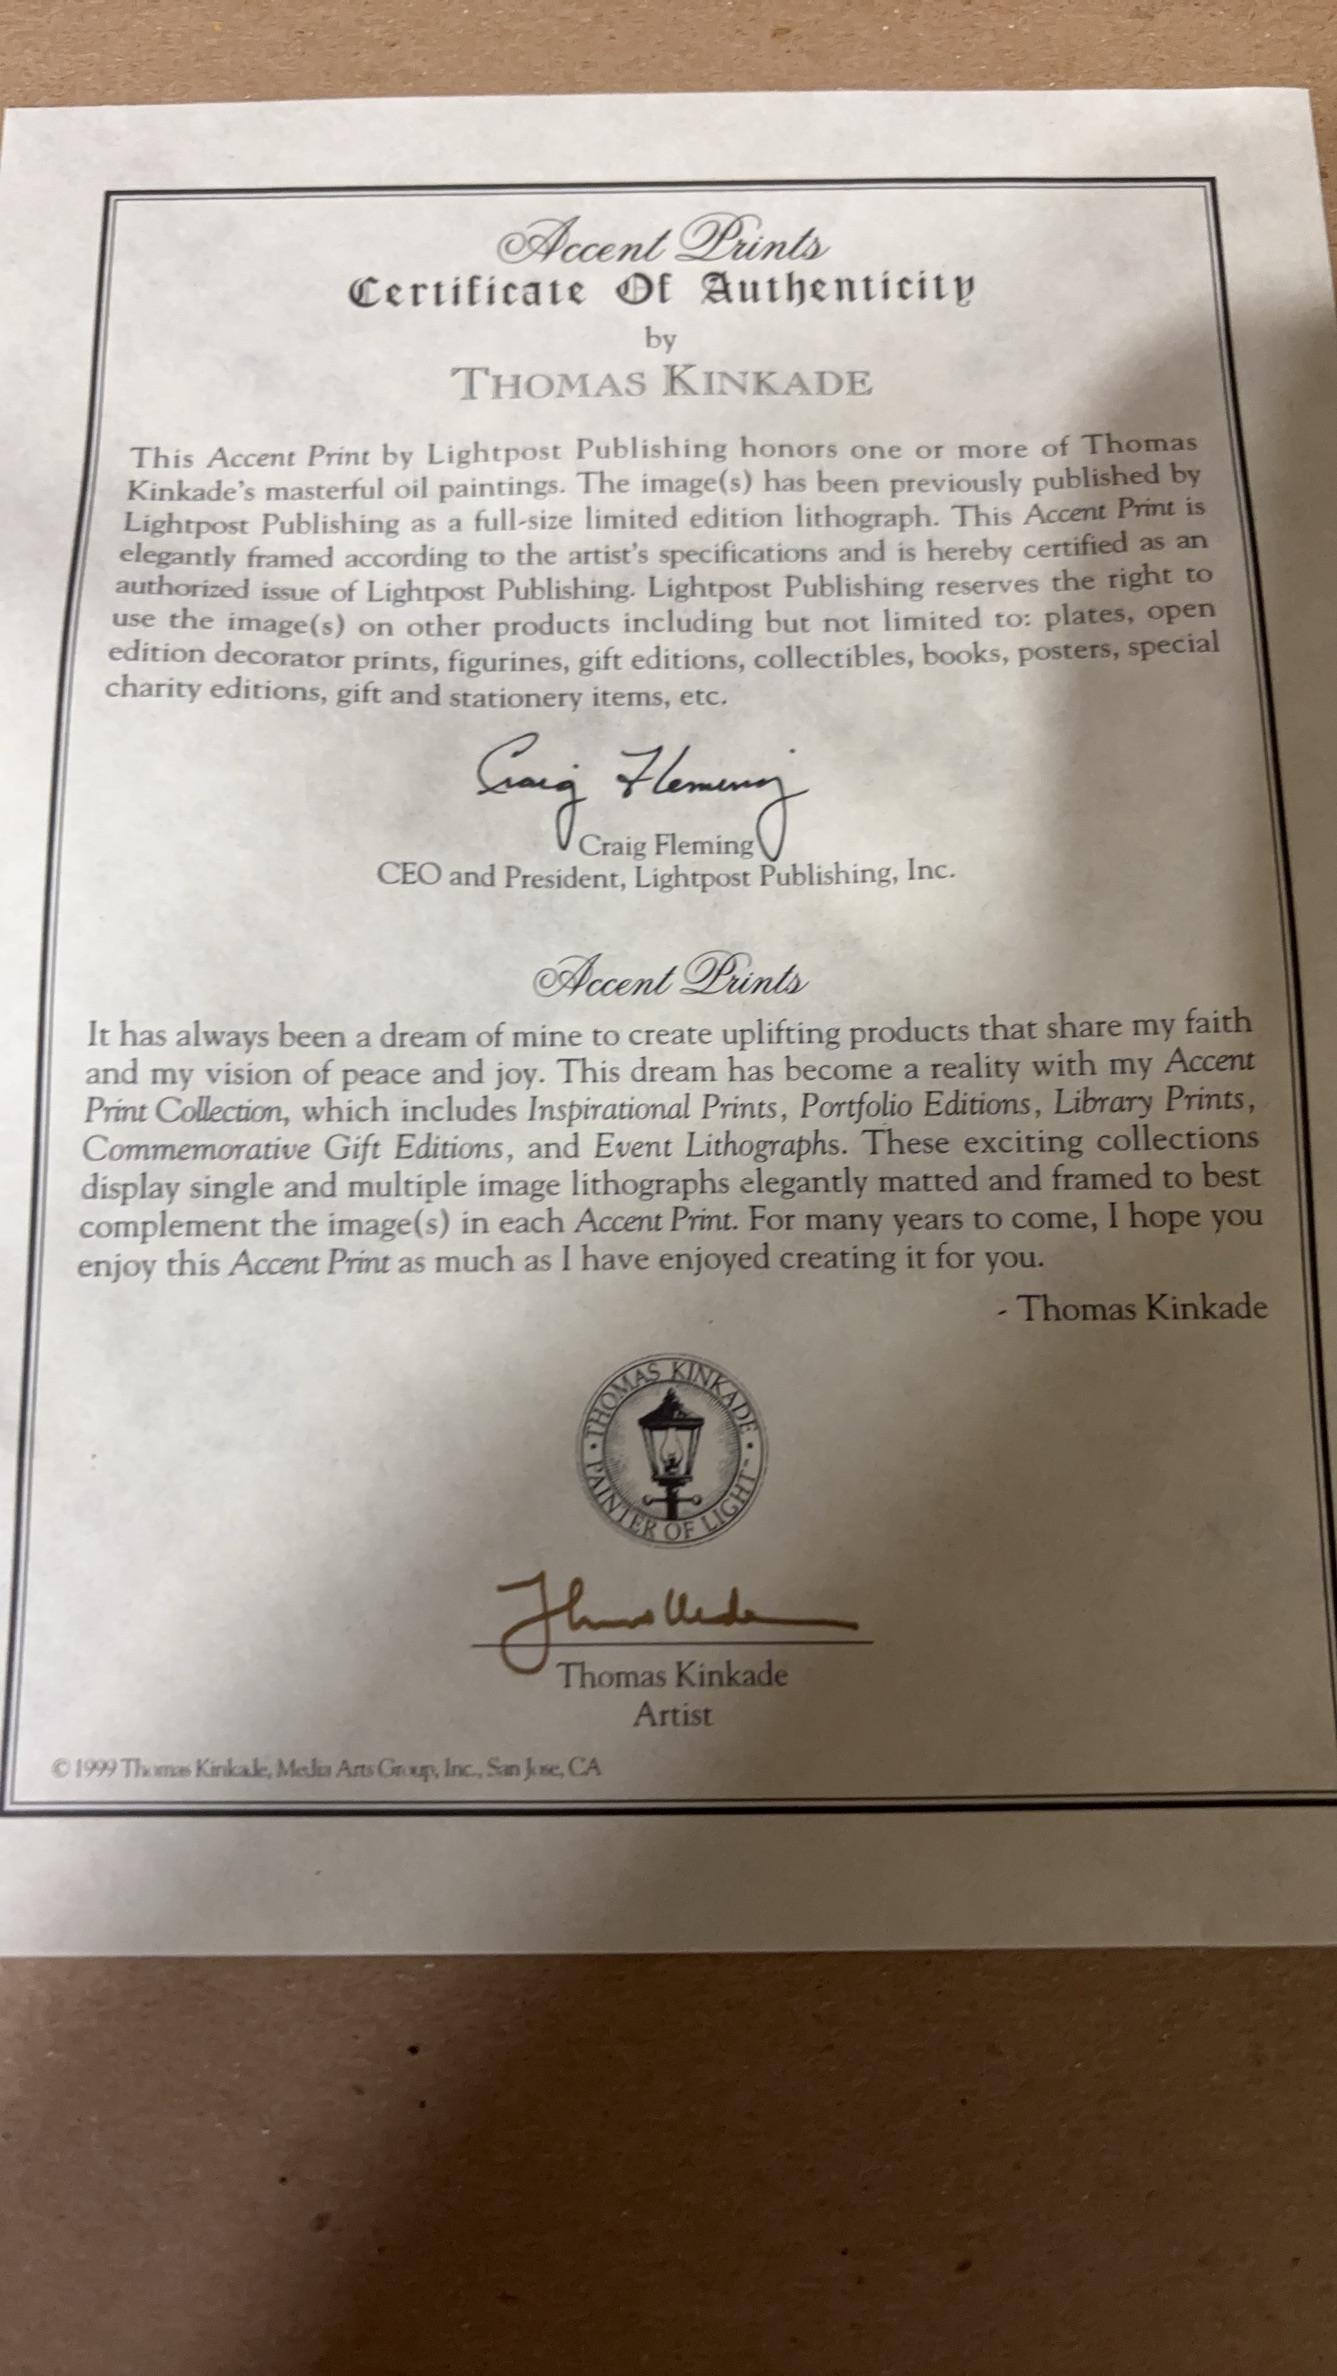 Accent Prints
Certificate Of Authenticity
by
THOMAS KINKADE
This Accent Print by Lightpost Publishing honors one or more of Thomas
Kinkade's masterful oil paintings. The image(s) has been previously published by
Lightpost Publishing as a full-size limited edition lithograph. This Accent Print is
elegantly framed according to the artist's specifications and is hereby certified as an
authorized issue of Lightpost Publishing. Lightpost Publishing reserves the right to
use the image(s) on other products including but not limited to: plates, open
edition decorator prints, figurines, gift editions, collectibles, books, posters, special
charity editions, gift and stationery items, etc.
Craig Fleming
Craig Fleming
CEO and President, Lightpost Publishing, Inc.
Accent Prints
It has always been a dream of mine to create uplifting products that share my faith
and my vision of peace and joy. This dream has become a reality with my Accent
Print Collection, which includes Inspirational Prints, Portfolio Editions, Library Prints,
Commemorative Gift Editions, and Event Lithographs. These exciting collections
display single and multiple image lithographs elegantly matted and framed to best
complement the image(s) in each Accent Print. For many years to come, I hope you
enjoy this Accent Print as much as I have enjoyed creating it for you.
- Thomas Kinkade
THOMAS KINKADE · PAINTER OF LIGHT ·
Thomas Kinkade
Artist
© 1999 Thomas Kinkade, Media Arts Group, Inc., San Jose, CA